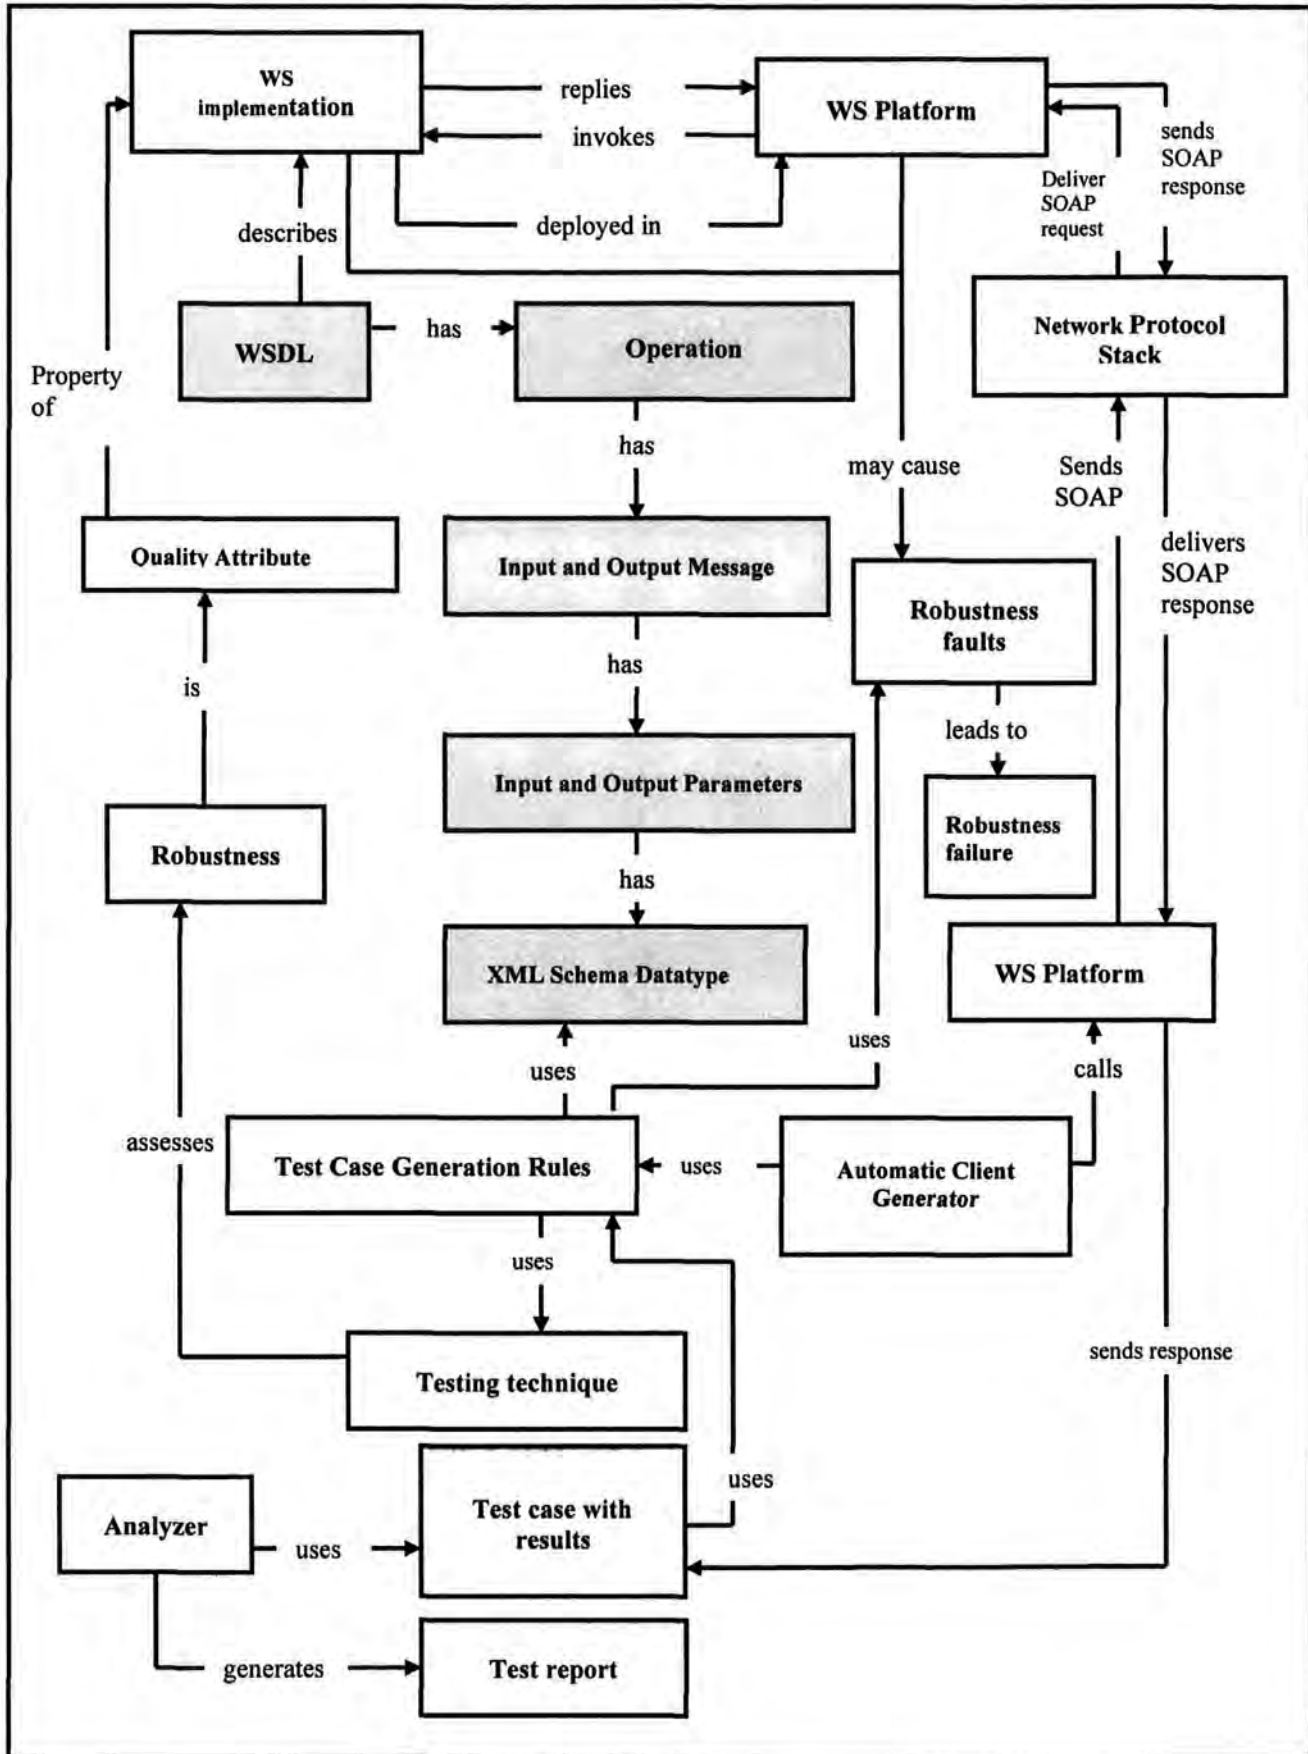 WS
implementation
replies
invokes
WS Platform
sends
SOAP
response
Deliver
SOAP
request
describes
deployed in
WSDL
has
Operation
Network Protocol
Stack
Property
of
has
may cause
Sends
SOAP
Quality Attribute
Input and Output Message
delivers
SOAP
response
Robustness
faults
is
has
leads to
Input and Output Parameters
Robustness
failure
Robustness
has
XML Schema Datatype
WS Platform
uses
uses
calls
assesses
Test Case Generation Rules
uses
Automatic Client
Generator
uses
sends response
Testing technique
uses
Analyzer
uses
Test case with
results
generates
Test report